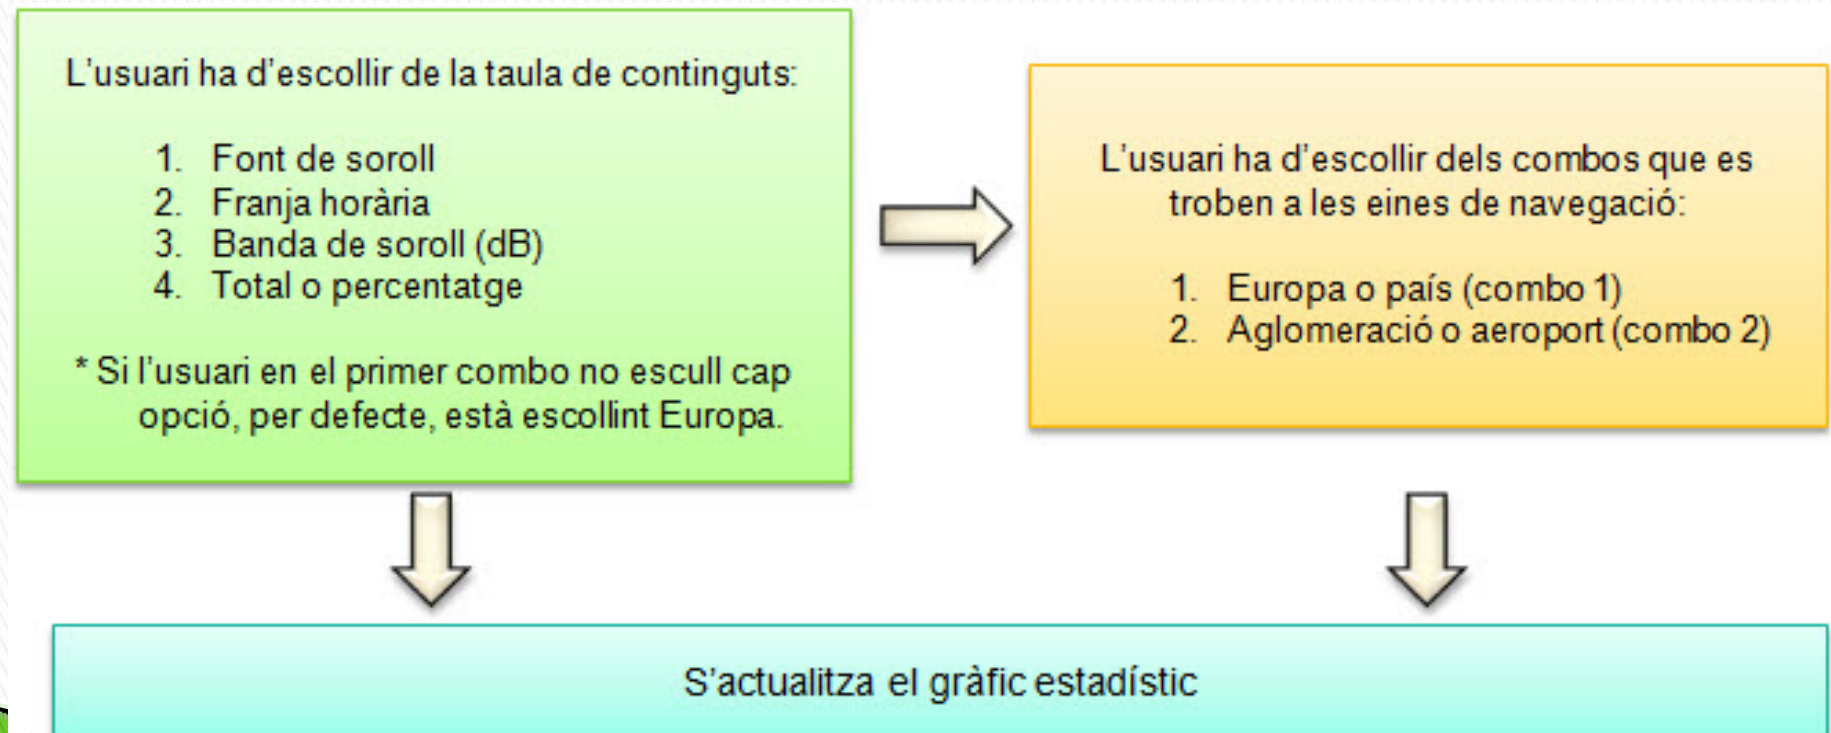 L'usuari ha d'escollir de la taula de continguts:
1. Font de soroll
2. Franja horària
3. Banda de soroll (dB)
4. Total o percentatge
* Si l'usuari en el primer combo no escull cap
opció, per defecte, està escollint Europa.
L'usuari ha d'escollir dels combos que es
troben a les eines de navegació:
1. Europa o país (combo 1)
2. Aglomeració o aeroport (combo 2)
S'actualitza el gràfic estadístic